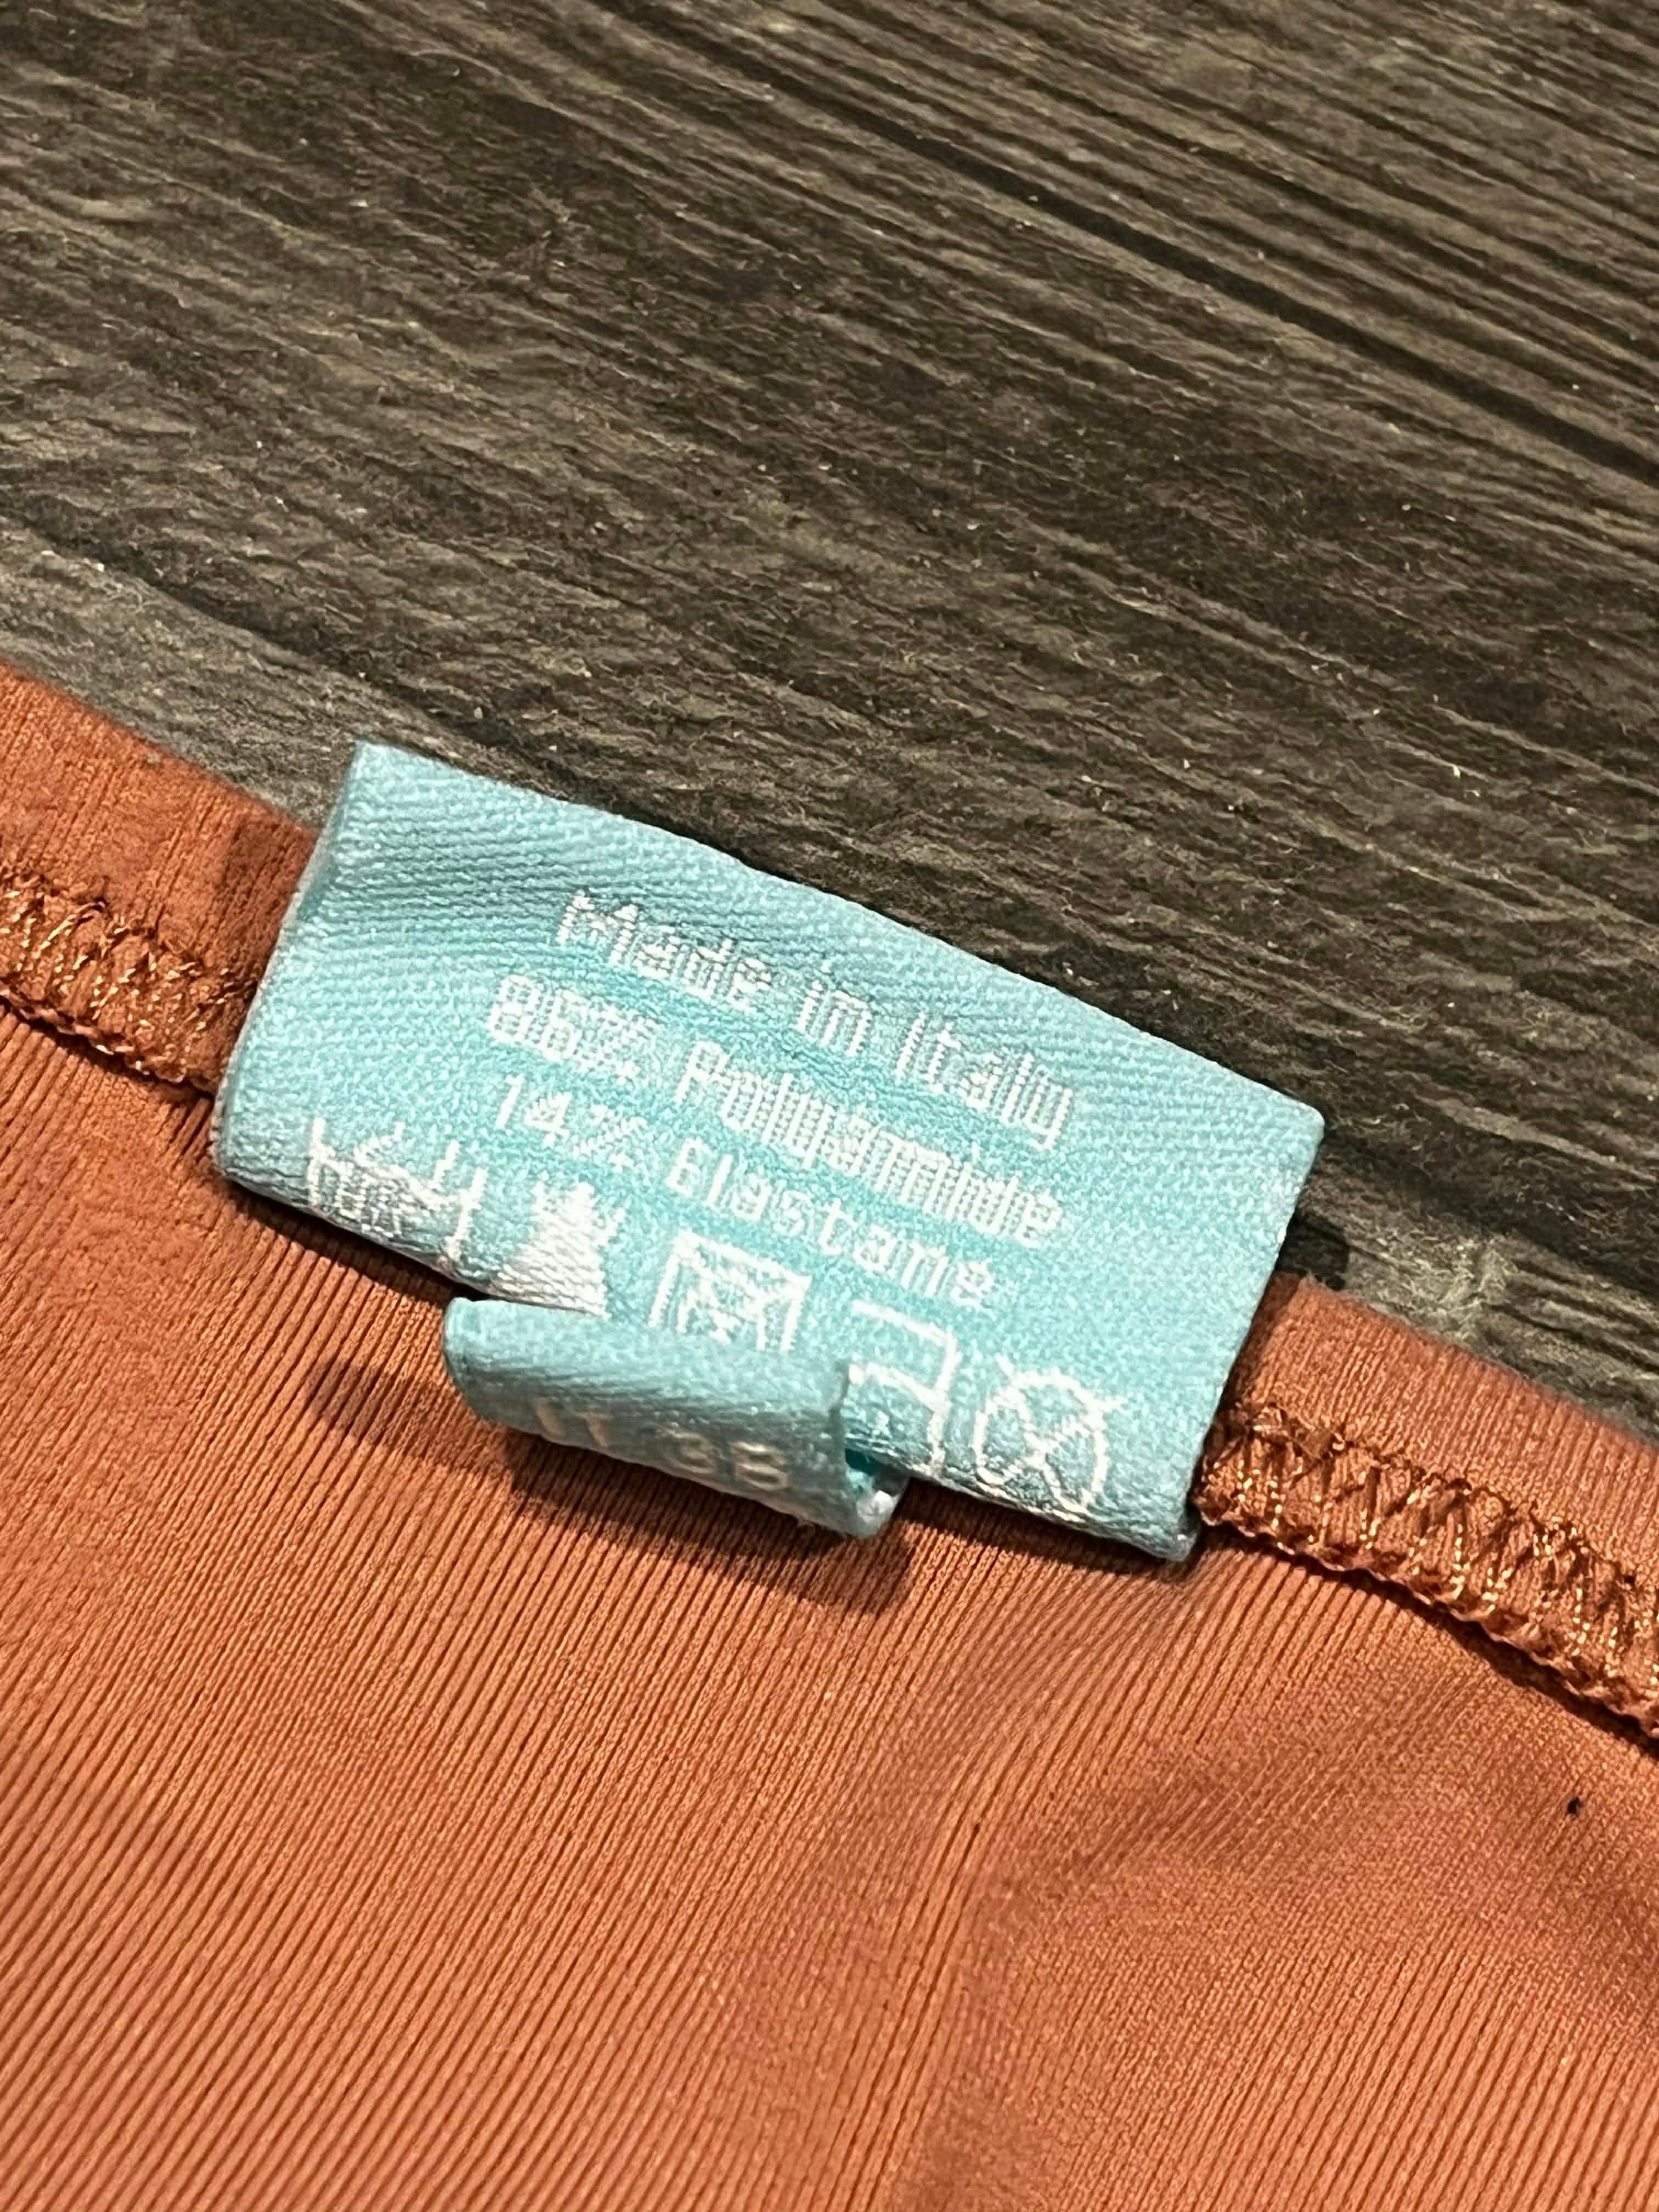 Made in Italy
86% Polyamide
14% Elastane
IT 38